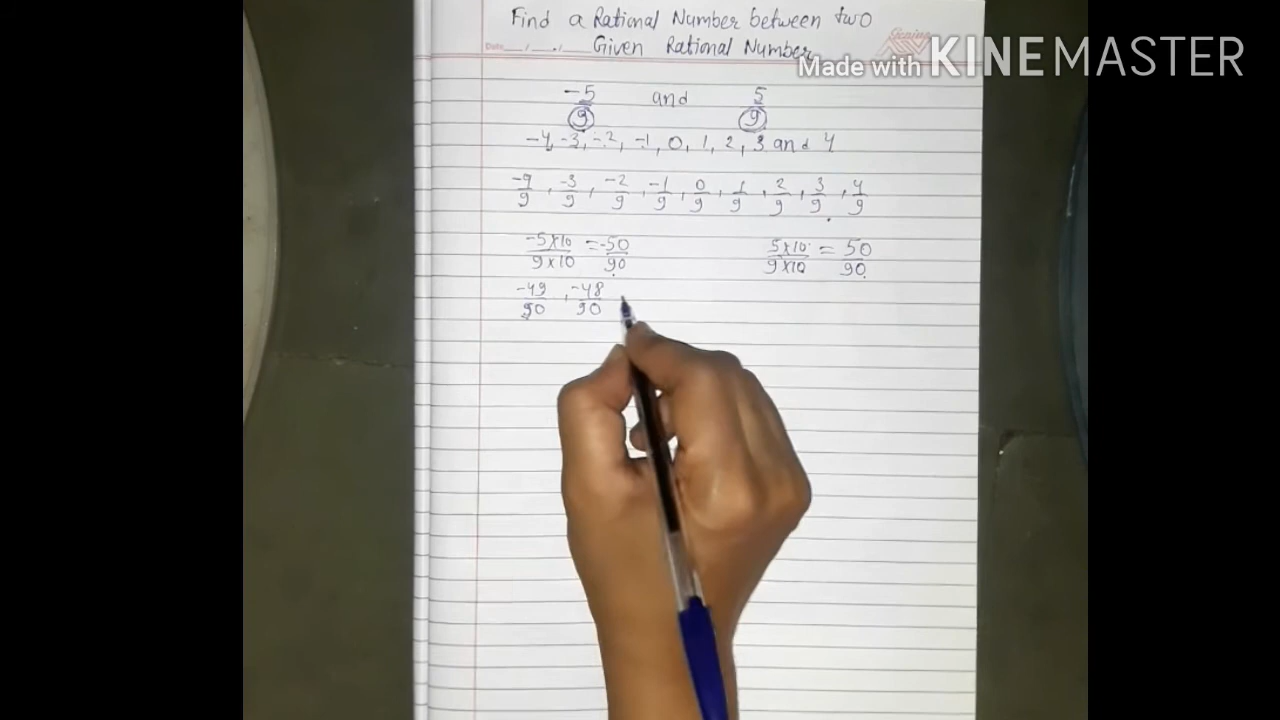 Find a Rational Number between two
Date
Given Rational Number
Made with KINEMASTER
-5/9 and 5/9
-4, -3, -2, -1, 0, 1, 2, 3 and 4
-4/9, -3/9, -2/9, -1/9, 0/9, 1/9, 2/9, 3/9, 4/9
-5×10/9×10 = -50/90 5×10/9×10 = 50/90
-49/90, -48/90